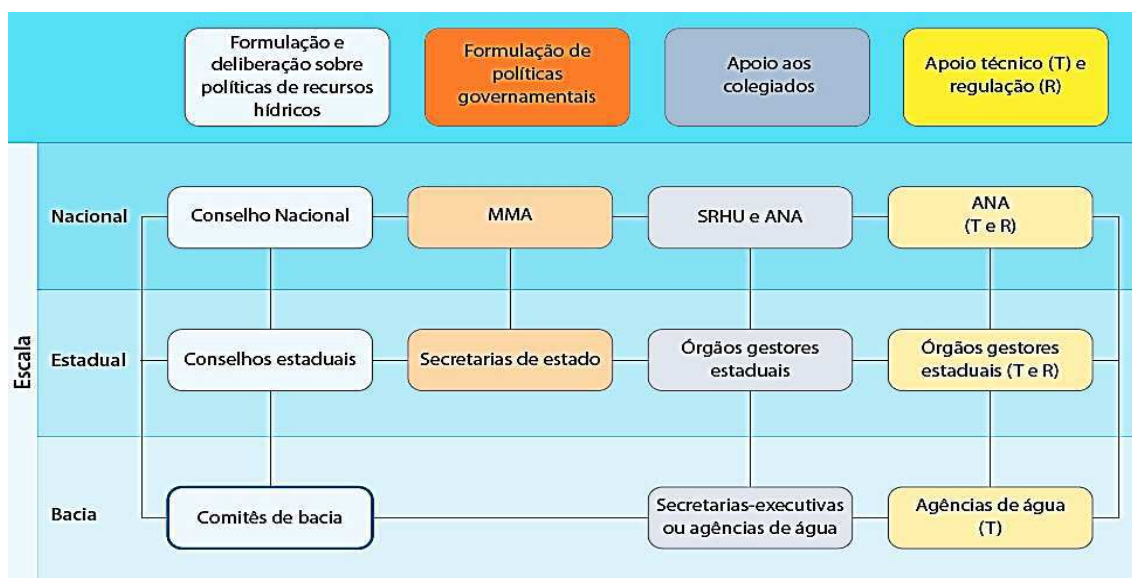 Formulação e
deliberação sobre
políticas de recursos
hídricos
Formulação de
políticas
governamentais
Apoio aos
colegiados
Apoio técnico (T) e
regulação (R)
Escala
Nacional
Conselho Nacional
MMA
SRHU e ANA
ANA
(T e R)
Estadual
Conselhos estaduais
Secretarias de estado
Órgãos gestores
estaduais
Órgãos gestores
estaduais (T e R)
Bacia
Comitês de bacia
Secretarias-executivas
ou agências de água
Agências de água
(T)